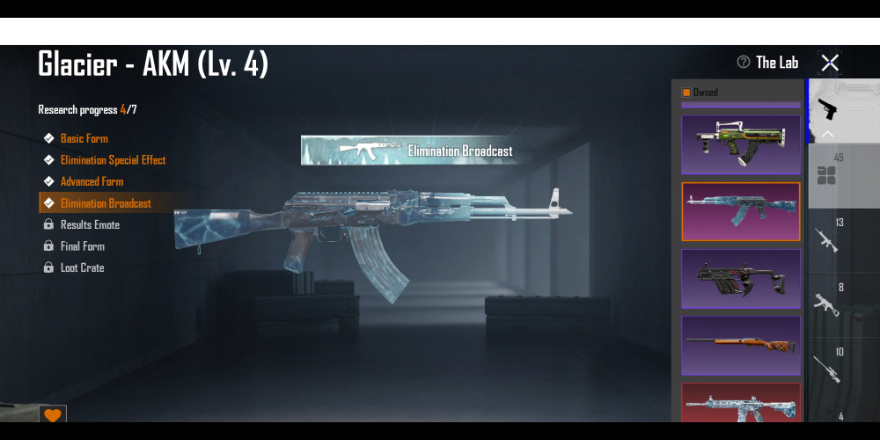 Glacier - AKM (Lv. 4)
? The Lab
Research progress 4/7
Basic Form
Elimination Special Effect
Advanced Form
Elimination Broadcast
Results Emote
Final Form
Loot Crate
Elimination Broadcast
Owned
45
13
8
10
4